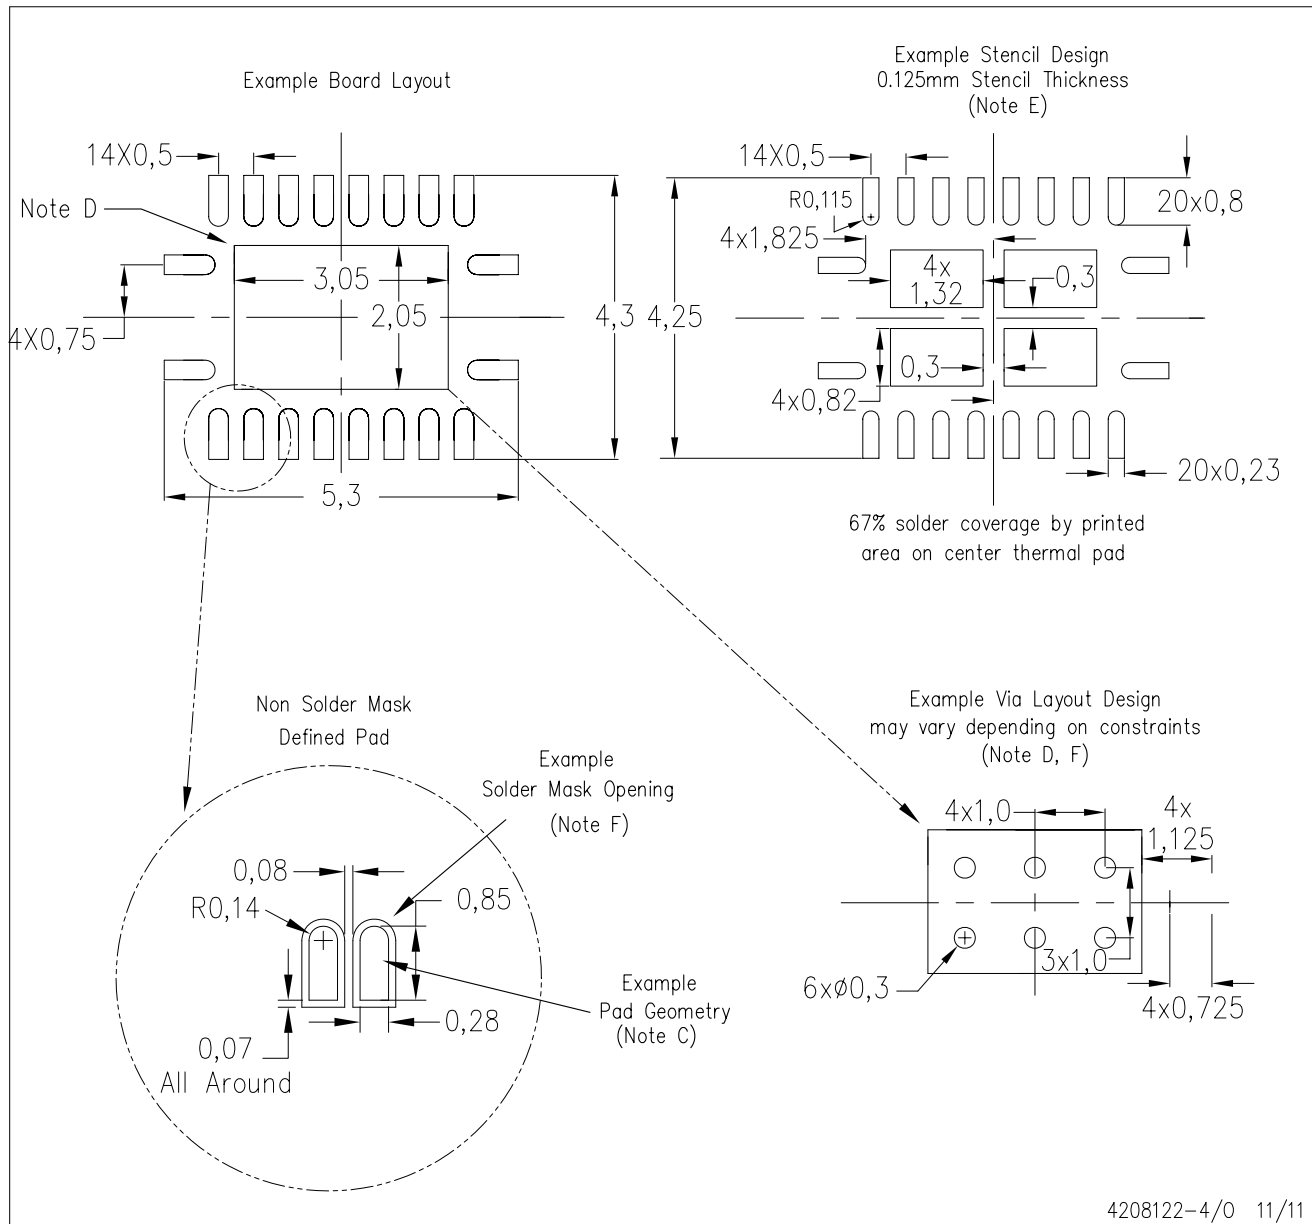 Example Board Layout
14X0,5
Note D
3,05
2,05
4X0,75
4,3
5,3
Example Stencil Design
0.125mm Stencil Thickness
(Note E)
14X0,5
R0,115
4x1,825
20x0,8
4x
1,32
0,3
4,25
0,3
4x0,82
20x0,23
67% solder coverage by printed
area on center thermal pad
Non Solder Mask
Defined Pad
Example
Solder Mask Opening
(Note F)
0,08
R0,14
0,85
Example
Pad Geometry
(Note C)
0,28
0,07
All Around
Example Via Layout Design
may vary depending on constraints
(Note D, F)
4x1,0
4x
1,125
3x1,0
6xø0,3
4x0,725
4208122-4/O 11/11